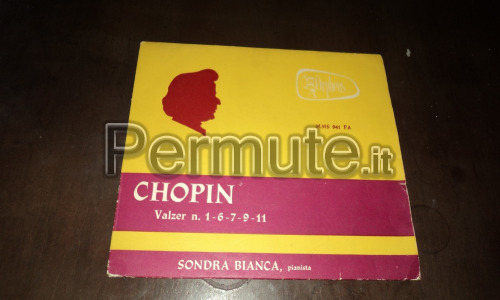 Permute.it
CHOPIN
Valzer n. 1-6-7-9-11
SONDRA BIANCA, pianista